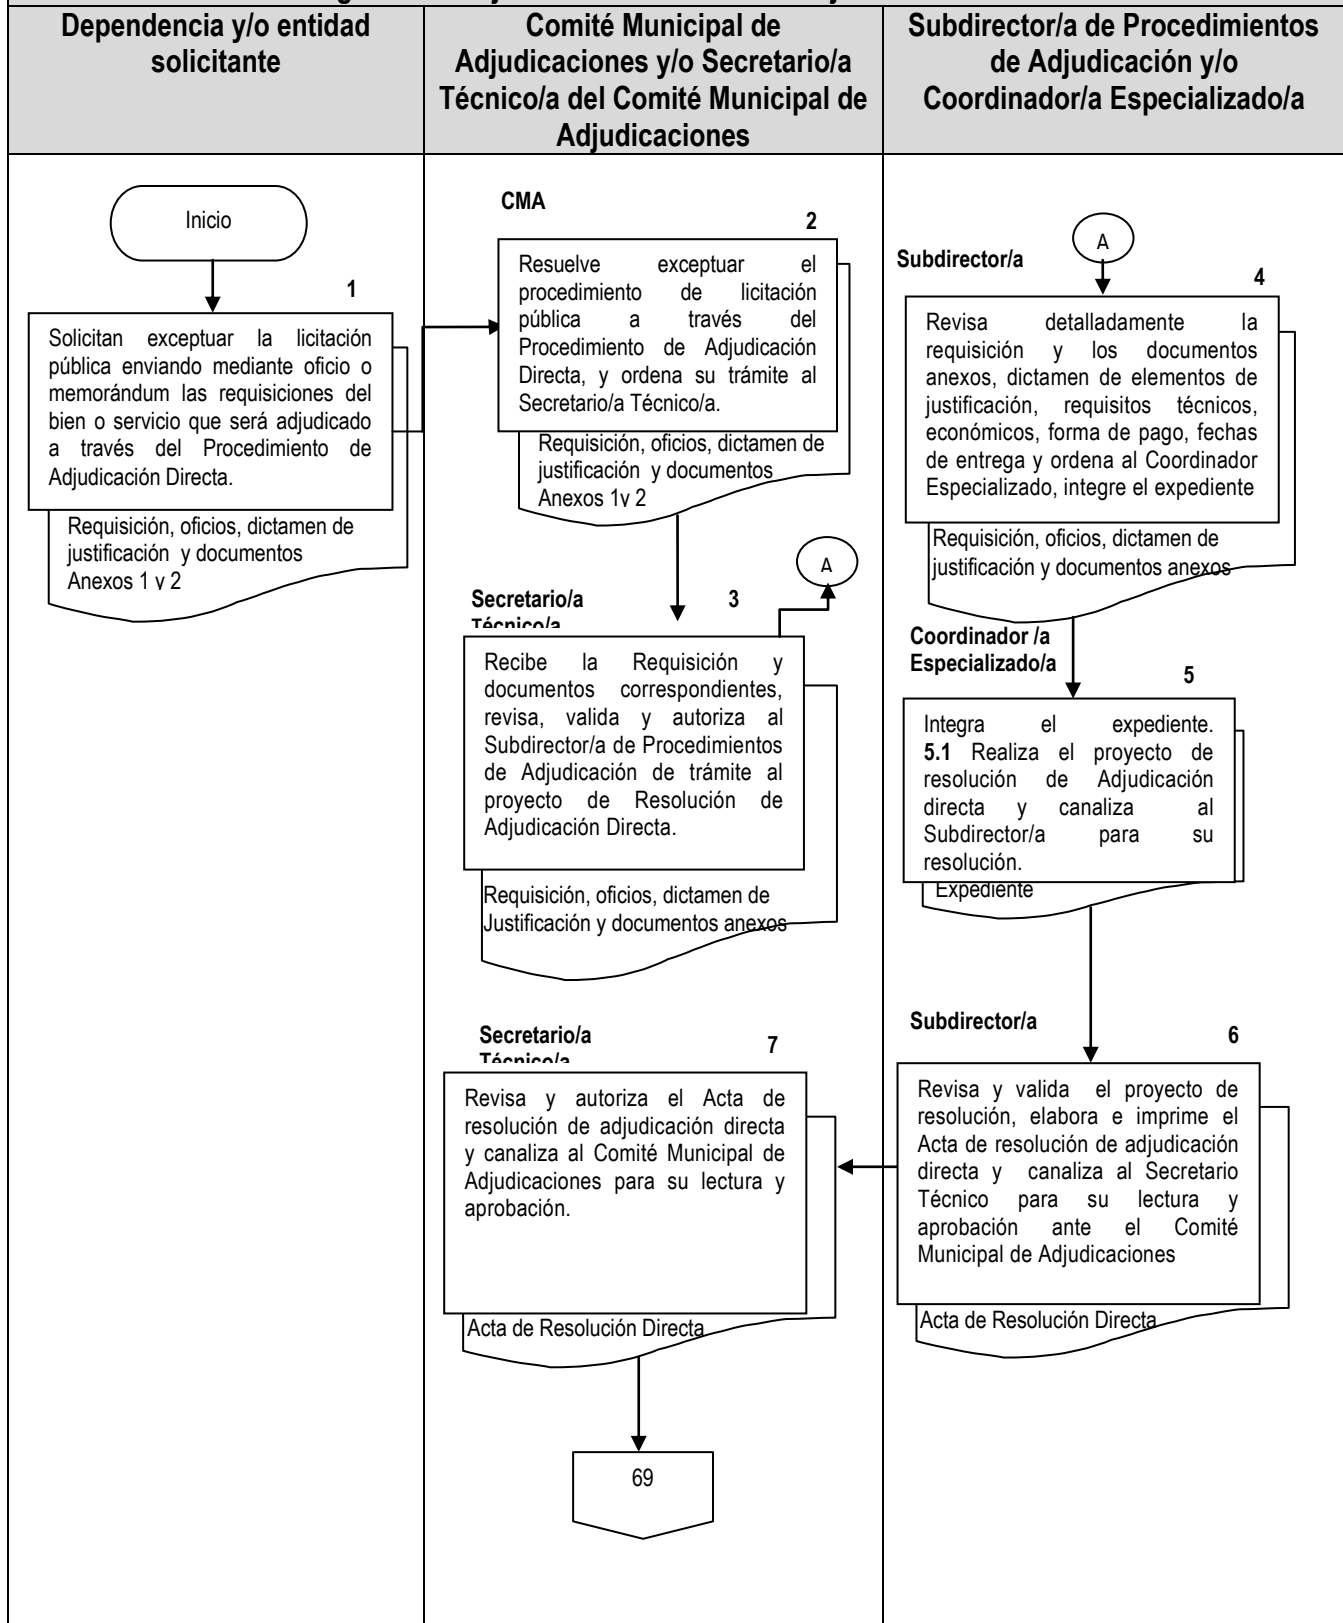 Dependencia y/o entidad
solicitante
Comité Municipal de
Adjudicaciones y/o Secretario/a
Técnico/a del Comité Municipal de
Adjudicaciones
Subdirector/a de Procedimientos
de Adjudicación y/o
Coordinador/a Especializado/a
Inicio
1
Solicitan exceptuar la licitación
pública enviando mediante oficio o
memorándum las requisiciones del
bien o servicio que será adjudicado
a través del Procedimiento de
Adjudicación Directa.
Requisición, oficios, dictamen de
justificación y documentos
Anexos 1 y 2
CMA
2
Resuelve exceptuar el
procedimiento de licitación
pública a través del
Procedimiento de Adjudicación
Directa, y ordena su trámite al
Secretario/a Técnico/a.
Requisición, oficios, dictamen de
justificación y documentos
Anexos 1y 2
A
Secretario/a
Técnico/a
3
Recibe la Requisición y
documentos correspondientes,
revisa, valida y autoriza al
Subdirector/a de Procedimientos
de Adjudicación de trámite al
proyecto de Resolución de
Adjudicación Directa.
Requisición, oficios, dictamen de
Justificación y documentos anexos
A
Subdirector/a
4
Revisa detalladamente la
requisición y los documentos
anexos, dictamen de elementos de
justificación, requisitos técnicos,
económicos, forma de pago, fechas
de entrega y ordena al Coordinador
Especializado, integre el expediente
Requisición, oficios, dictamen de
justificación y documentos anexos
Coordinador /a
Especializado/a
5
Integra el expediente.
5.1 Realiza el proyecto de
resolución de Adjudicación
directa y canaliza al
Subdirector/a para su
resolución.
Expediente
Subdirector/a
6
Revisa y valida el proyecto de
resolución, elabora e imprime el
Acta de resolución de adjudicación
directa y canaliza al Secretario
Técnico para su lectura y
aprobación ante el Comité
Municipal de Adjudicaciones
Acta de Resolución Directa
Secretario/a
Técnico/a
7
Revisa y autoriza el Acta de
resolución de adjudicación directa
y canaliza al Comité Municipal de
Adjudicaciones para su lectura y
aprobación.
Acta de Resolución Directa
69